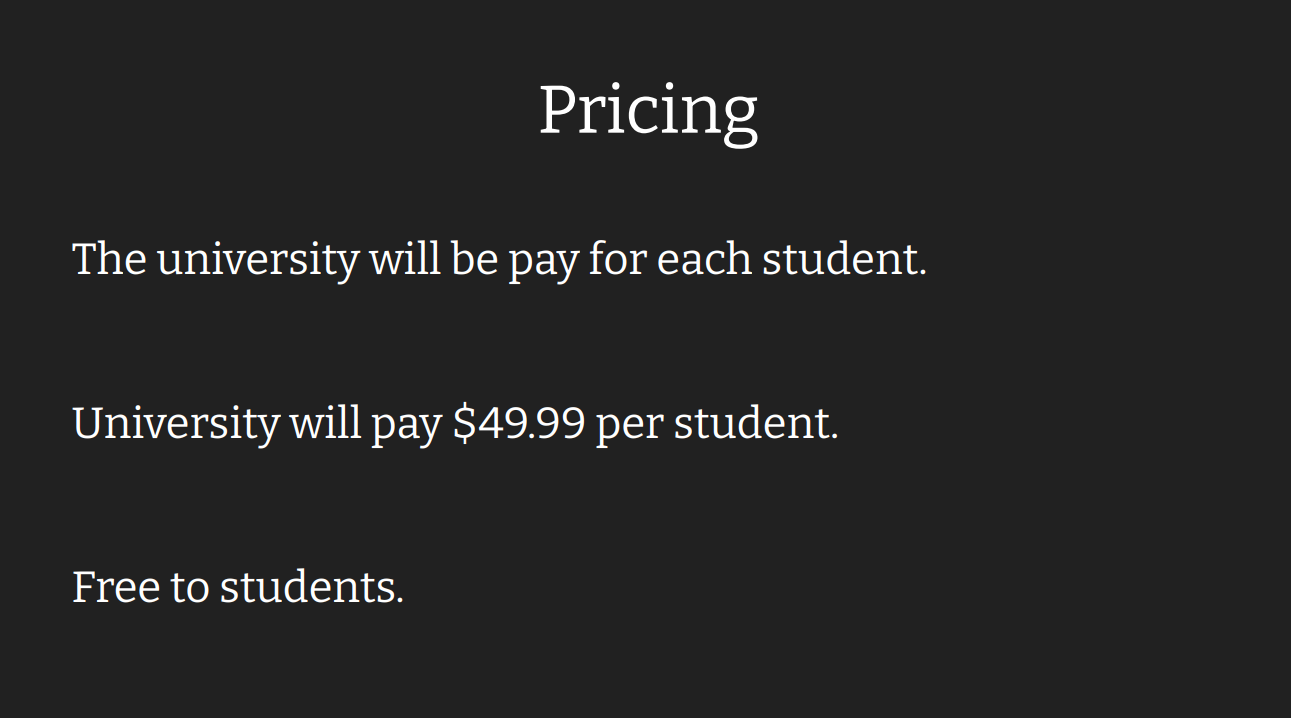 Pricing
The university will be pay for each student.
University will pay $49.99 per student.
Free to students.